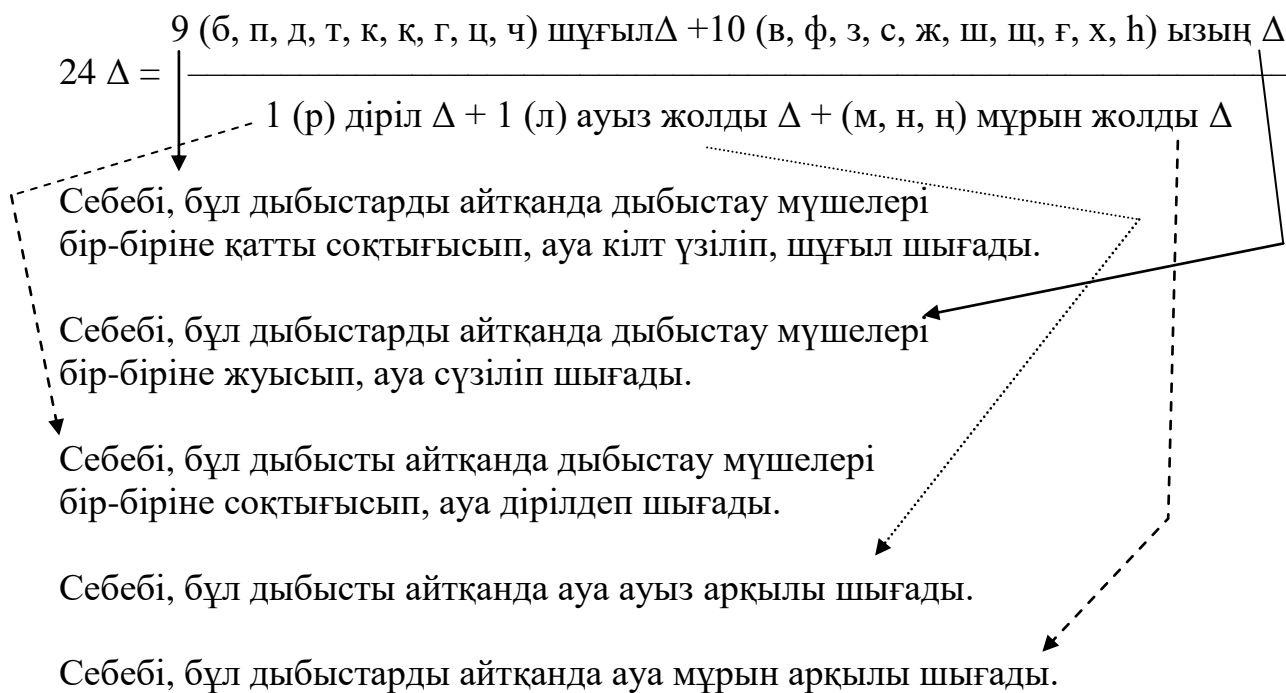 9 (б, п, д, т, к, қ, г, ц, ч) шұғылΔ +10 (в, ф, з, с, ж, ш, щ, ғ, х, һ) ызың Δ
24 Δ =
1 (р) діріл Δ + 1 (л) ауыз жолды Δ + (м, н, ң) мұрын жолды Δ
Себебі, бұл дыбыстарды айтқанда дыбыстау мүшелері
бір-біріне қатты соқтығысып, ауа кілт үзіліп, шұғыл шығады.
Себебі, бұл дыбыстарды айтқанда дыбыстау мүшелері
бір-біріне жуысып, ауа сүзіліп шығады.
Себебі, бұл дыбысты айтқанда дыбыстау мүшелері
бір-біріне соқтығысып, ауа дірілдеп шығады.
Себебі, бұл дыбысты айтқанда ауа ауыз арқылы шығады.
Себебі, бұл дыбыстарды айтқанда ауа мұрын арқылы шығады.